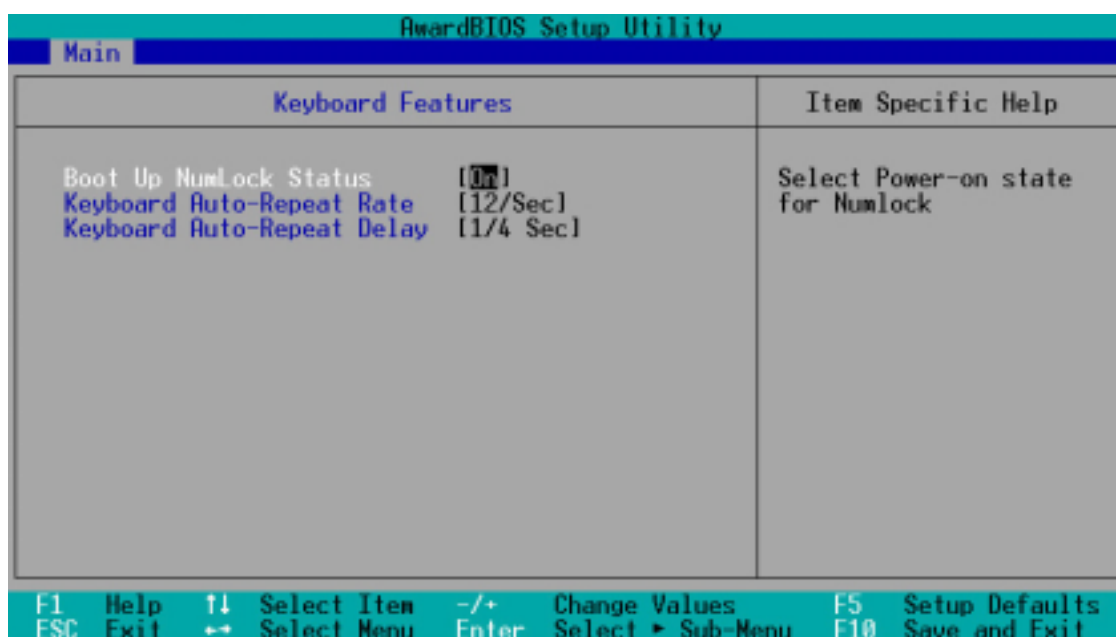 AwardBIOS Setup Utility
Main
Keyboard Features
Item Specific Help
Boot Up NumLock Status [On]
Keyboard Auto-Repeat Rate [12/Sec]
Keyboard Auto-Repeat Delay [1/4 Sec]
Select Power-on state
for Numlock
F1 Help ↑↓ Select Item -/+ Change Values F5 Setup Defaults
ESC Exit ←→ Select Menu Enter Select ► Sub-Menu F10 Save and Exit